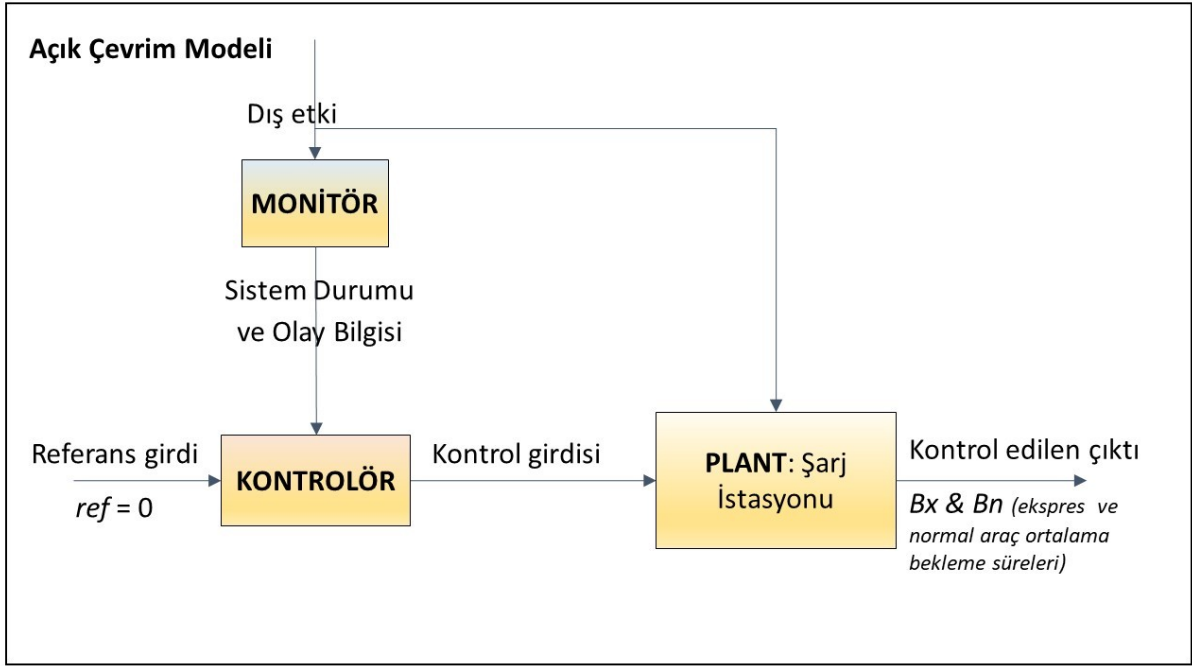 Açık Çevrim Modeli
Dış etki
MONİTÖR
Sistem Durumu
ve Olay Bilgisi
Referans girdi
ref = 0
KONTROLÖR
Kontrol girdisi
PLANT: Şarj
İstasyonu
Kontrol edilen çıktı
Bx & Bn (ekspres ve
normal araç ortalama
bekleme süreleri)